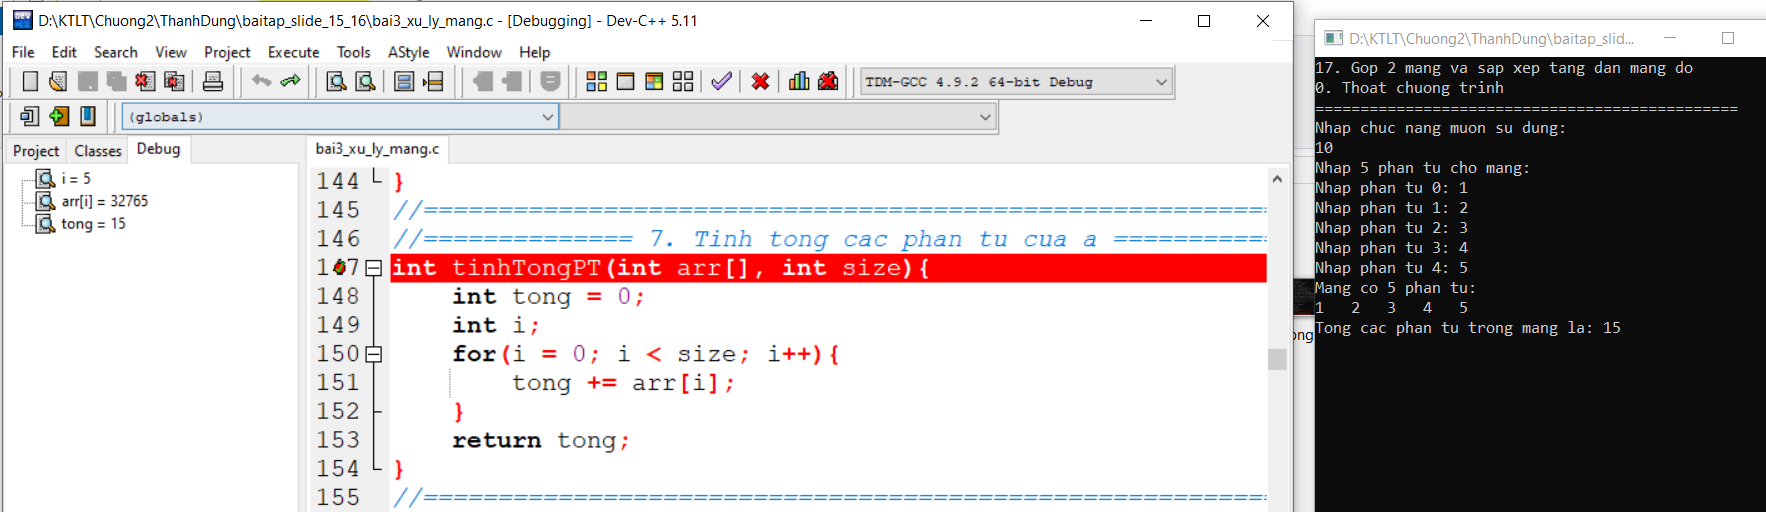 D:\KTLT\Chuong2\ThanhDung\baitap_slide_15_16\bai3_xu_ly_mang.c - [Debugging] - Dev-C++ 5.11
File Edit Search View Project Execute Tools AStyle Window Help
TDM-GCC 4.9.2 64-bit Debug
(globals)
Project Classes Debug
i = 5
arr[i] = 32765
tong = 15
bai3_xu_ly_mang.c
144 }
145 //=========================================================
146 //============== 7. Tinh tong cac phan tu cua a ===========
147 int tinhTongPT(int arr[], int size){
148 int tong = 0;
149 int i;
150 for(i = 0; i < size; i++){
151 tong += arr[i];
152 }
153 return tong;
154 }
155 //=========================================================
D:\KTLT\Chuong2\ThanhDung\baitap_slid...
17. Gop 2 mang va sap xep tang dan mang do
0. Thoat chuong trinh
===============================================
Nhap chuc nang muon su dung:
10
Nhap 5 phan tu cho mang:
Nhap phan tu 0: 1
Nhap phan tu 1: 2
Nhap phan tu 2: 3
Nhap phan tu 3: 4
Nhap phan tu 4: 5
Mang co 5 phan tu:
1 2 3 4 5
Tong cac phan tu trong mang la: 15